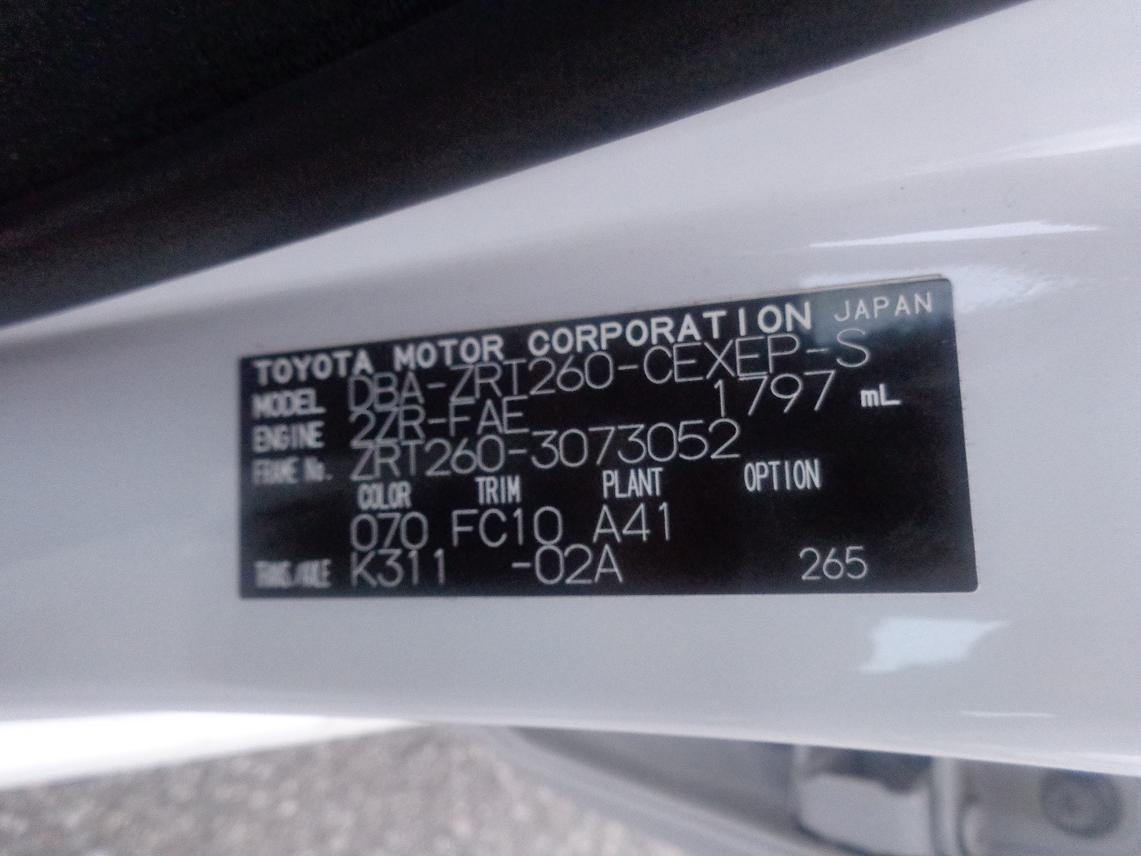 TOYOTA MOTOR CORPORATION JAPAN
MODEL DBA-ZRT260-CEXEP-S
ENGINE 2ZR-FAE 1797 mL
FRAME No. ZRT260-3073052
COLOR TRIM PLANT OPTION
070 FC10 A41
TRANS/AXLE K311 -02A 265